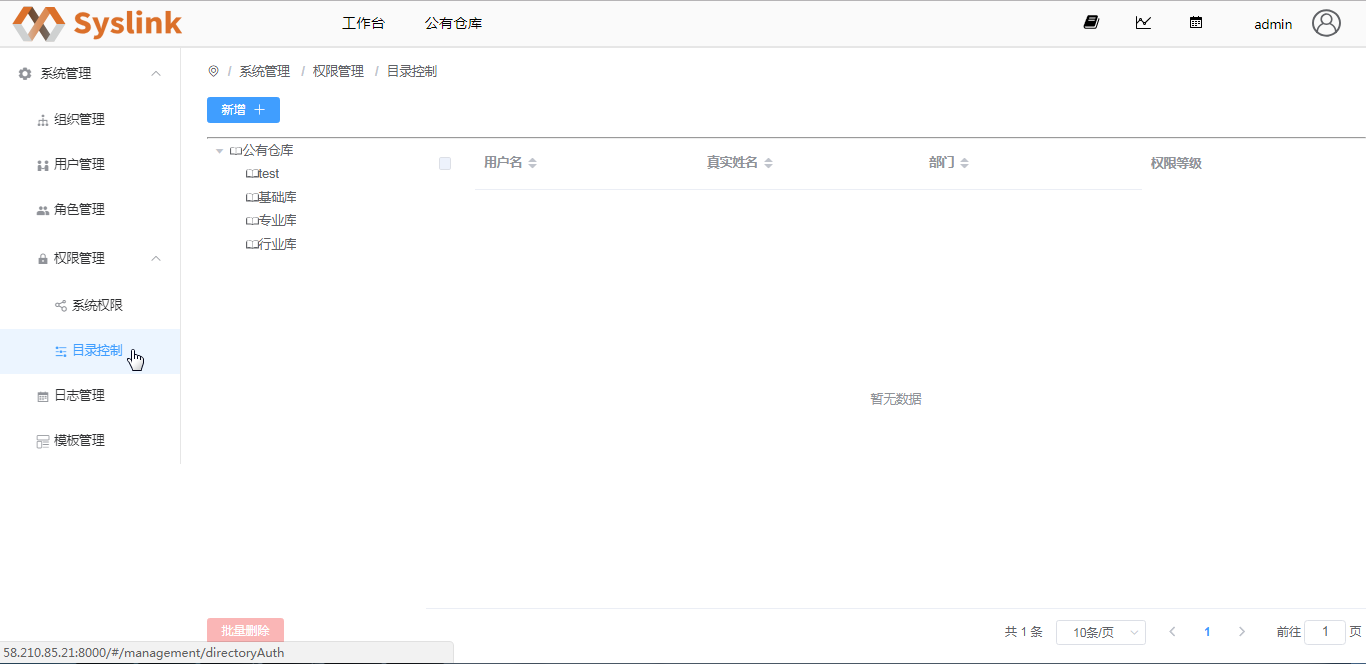 Syslink
工作台
公有仓库
admin
系统管理
组织管理
用户管理
角色管理
权限管理
系统权限
目录控制
日志管理
模板管理
/ 系统管理 / 权限管理 / 目录控制
新增 +
公有仓库
test
基础库
专业库
行业库
用户名 真实姓名 部门 权限等级
暂无数据
批量删除
共 1 条 10条/页 1 前往 1 页
58.210.85.21:8000/#/management/directoryAuth